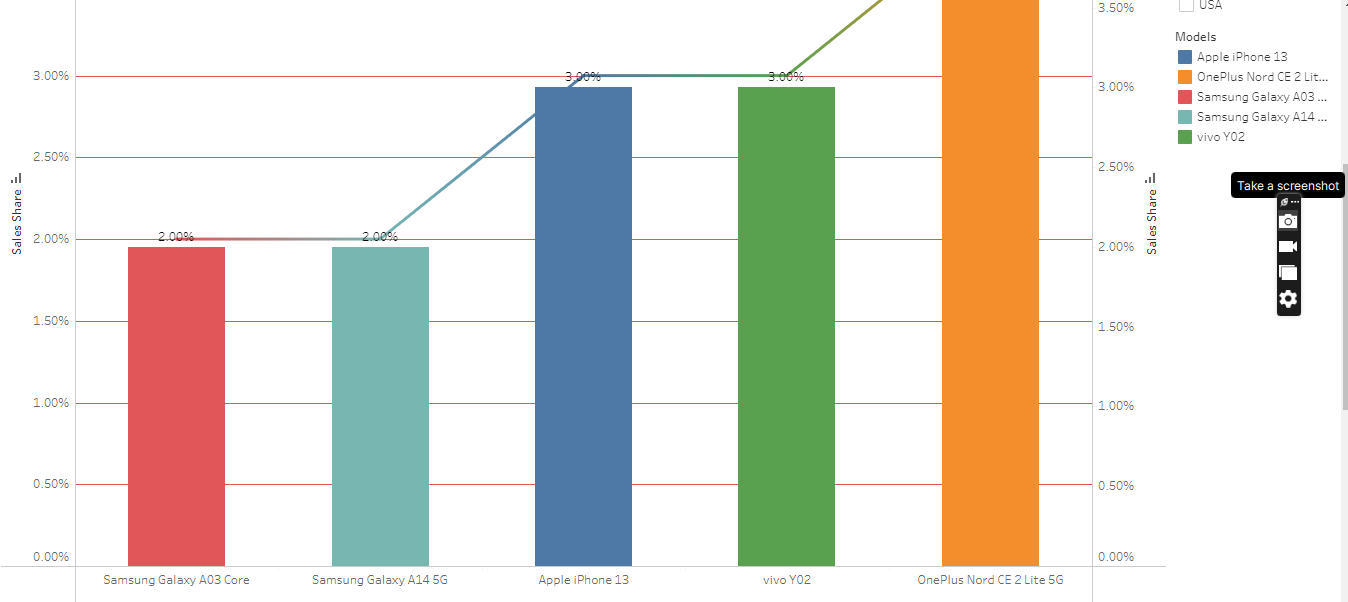 USA
3.50%
Models
Apple iPhone 13
OnePlus Nord CE 2 Lit...
Samsung Galaxy A03 ...
Samsung Galaxy A14 ...
vivo Y02
3.00%
3.00%
3.00%
3.00%
2.50%
2.50%
Take a screenshot
Sales Share
Sales Share
2.00%
2.00%
2.00%
2.00%
1.50%
1.50%
1.00%
1.00%
0.50%
0.50%
0.00%
0.00%
Samsung Galaxy A03 Core
Samsung Galaxy A14 5G
Apple iPhone 13
vivo Y02
OnePlus Nord CE 2 Lite 5G